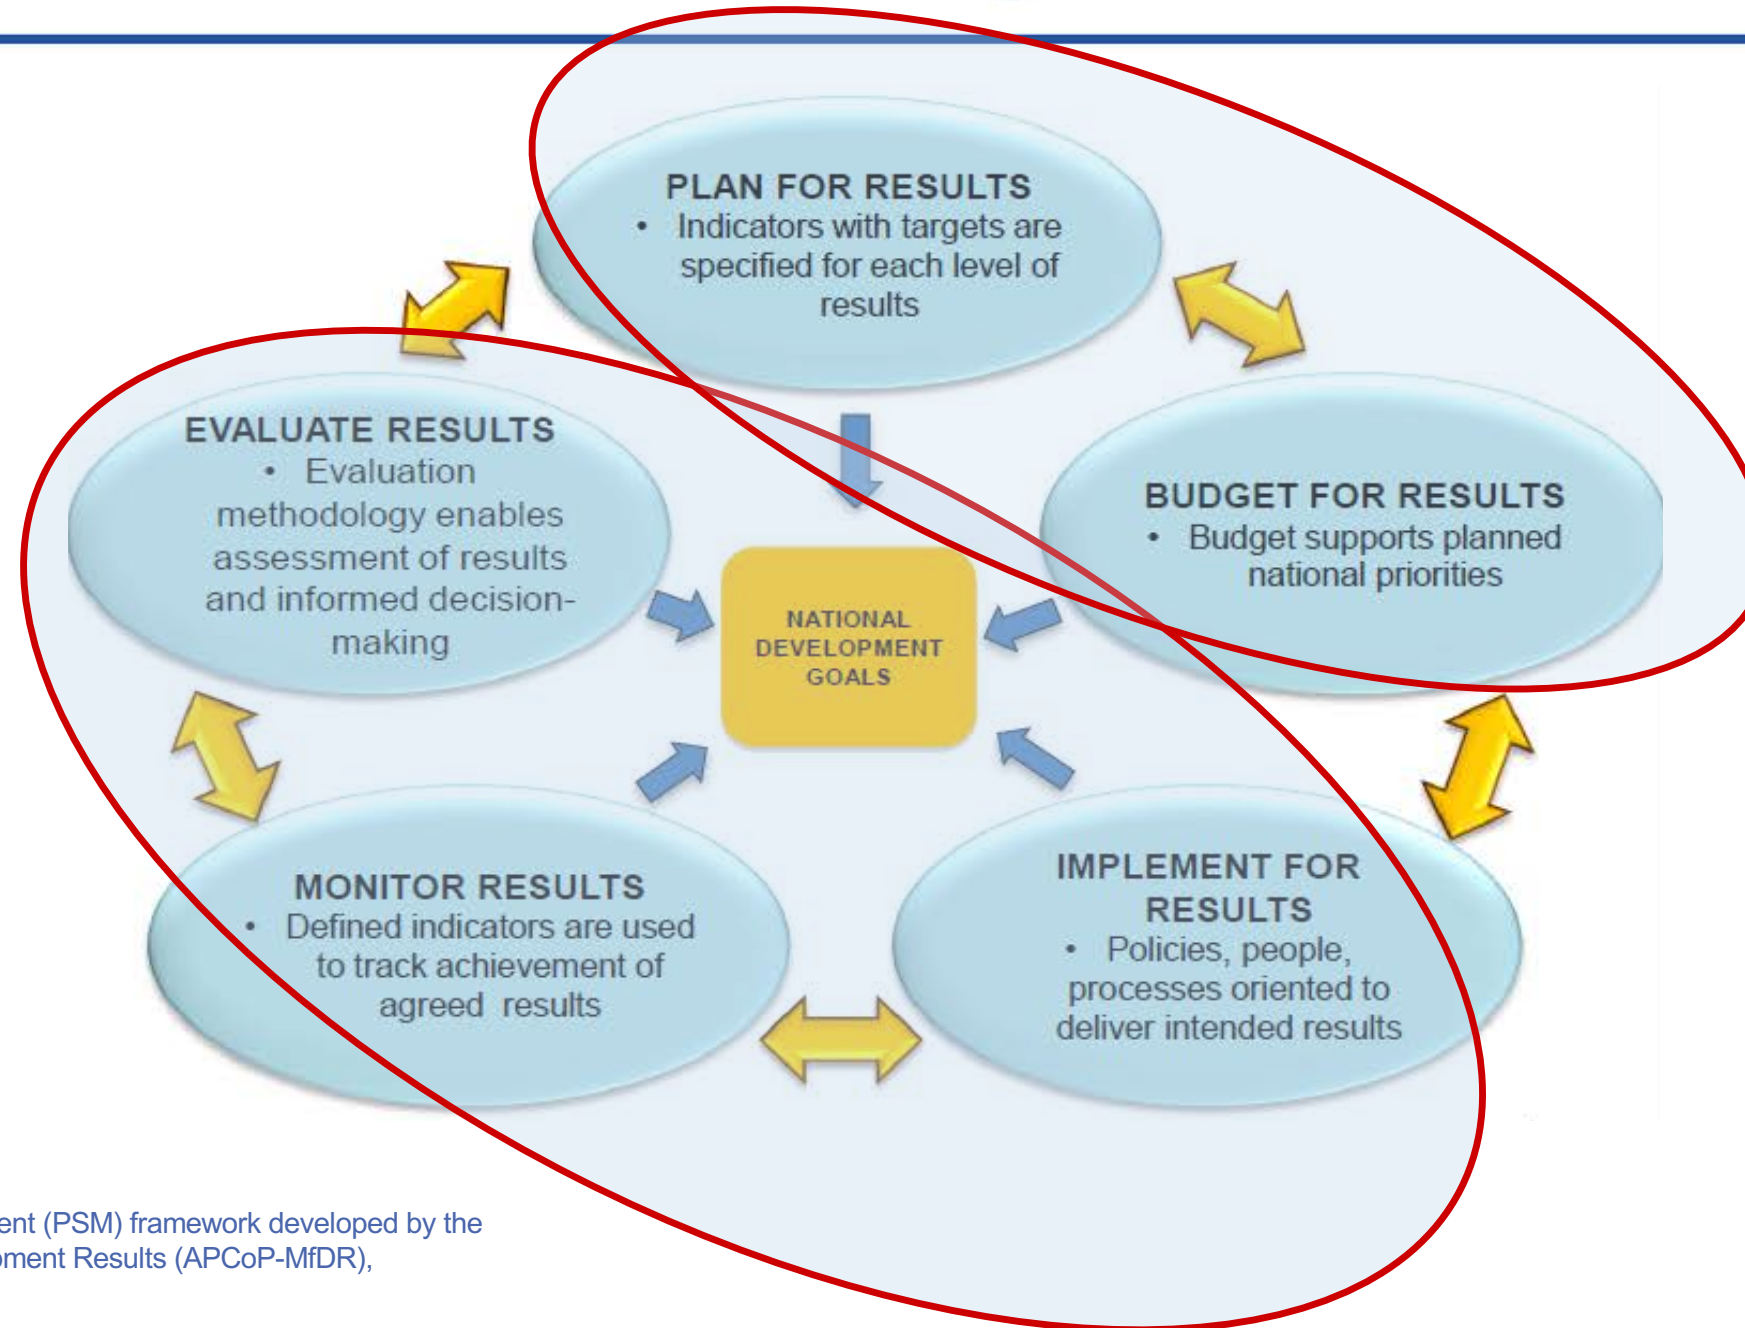 PLAN FOR RESULTS
• Indicators with targets are
specified for each level of
results
EVALUATE RESULTS
• Evaluation
methodology enables
assessment of results
and informed decision-
making
BUDGET FOR RESULTS
• Budget supports planned
national priorities
NATIONAL
DEVELOPMENT
GOALS
MONITOR RESULTS
• Defined indicators are used
to track achievement of
agreed results
IMPLEMENT FOR
RESULTS
• Policies, people,
processes oriented to
deliver intended results
ent (PSM) framework developed by the
pment Results (APCoP-MfDR),